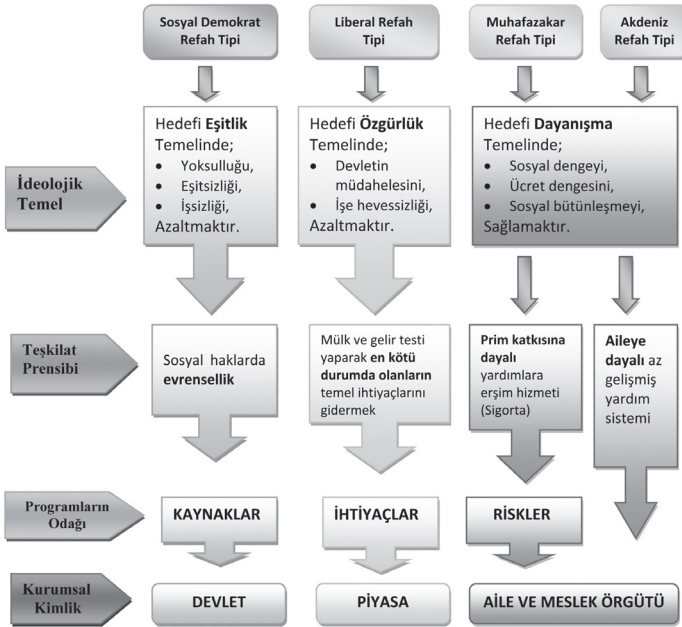 Sosyal Demokrat
Refah Tipi
Liberal Refah
Tipi
Muhafazakar
Refah Tipi
Akdeniz
Refah Tipi
İdeolojik
Temel
Hedefi Eşitlik
Temelinde;
• Yoksulluğu,
• Eşitsizliği,
• İşsizliği,
Azaltmaktır.
Hedefi Özgürlük
Temelinde;
• Devletin
müdahelesini,
• İşe hevessizliği,
Azaltmaktır.
Hedefi Dayanışma
Temelinde;
• Sosyal dengeyi,
• Ücret dengesini,
• Sosyal bütünleşmeyi,
Sağlamaktır.
Teşkilat
Prensibi
Sosyal haklarda
evrensellik
Mülk ve gelir testi
yaparak en kötü
durumda olanların
temel ihtiyaçlarını
gidermek
Prim katkısına
dayalı
yardımlara
erşim hizmeti
(Sigorta)
Aileye
dayalı az
gelişmiş
yardım
sistemi
Programların
Odağı
KAYNAKLAR
İHTİYAÇLAR
RİSKLER
Kurumsal
Kimlik
DEVLET
PİYASA
AİLE VE MESLEK ÖRGÜTÜ